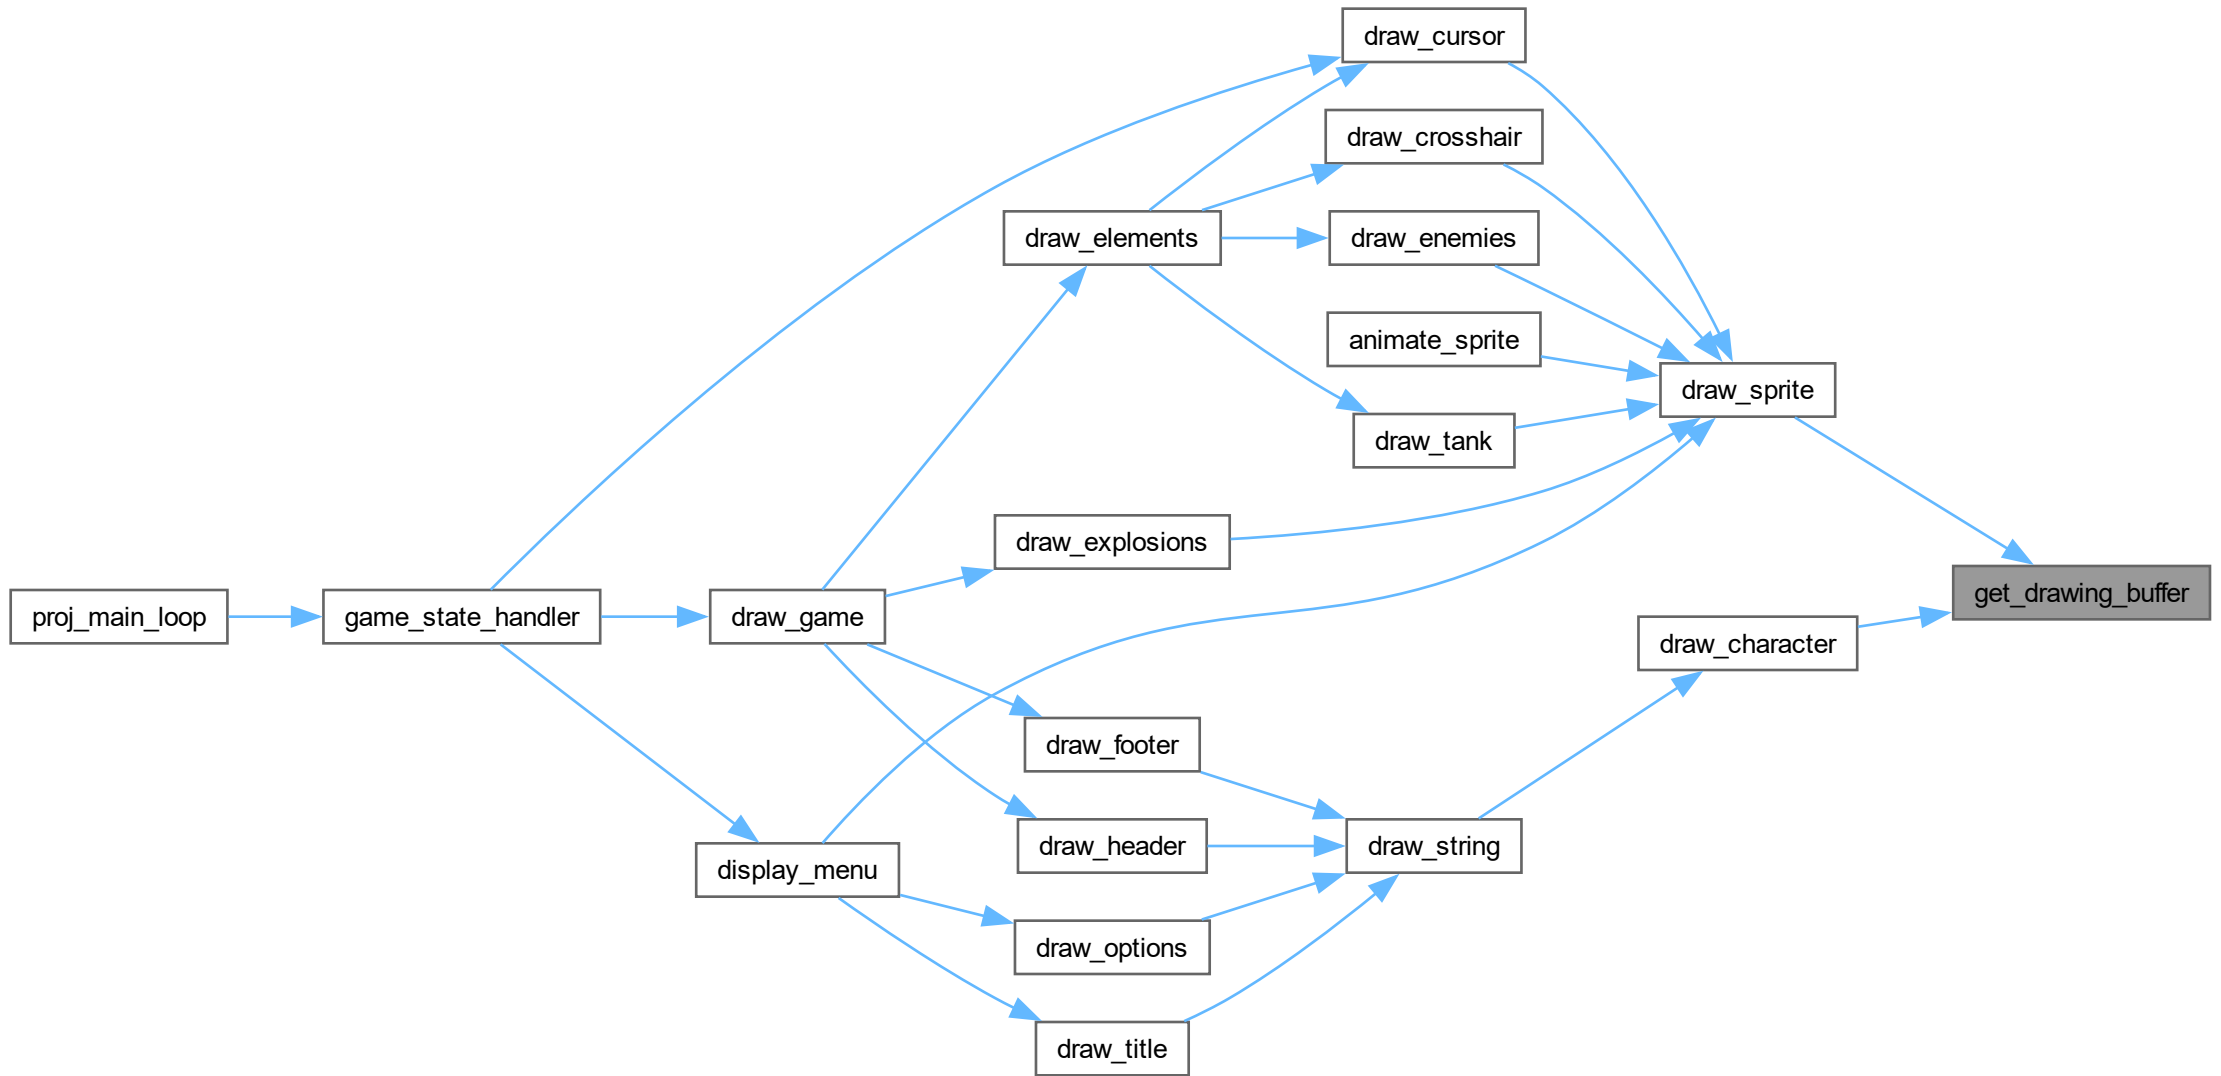 draw_cursor
draw_crosshair
draw_elements
draw_enemies
animate_sprite
draw_sprite
draw_tank
draw_explosions
get_drawing_buffer
proj_main_loop
game_state_handler
draw_game
draw_character
draw_footer
draw_header
draw_string
display_menu
draw_options
draw_title